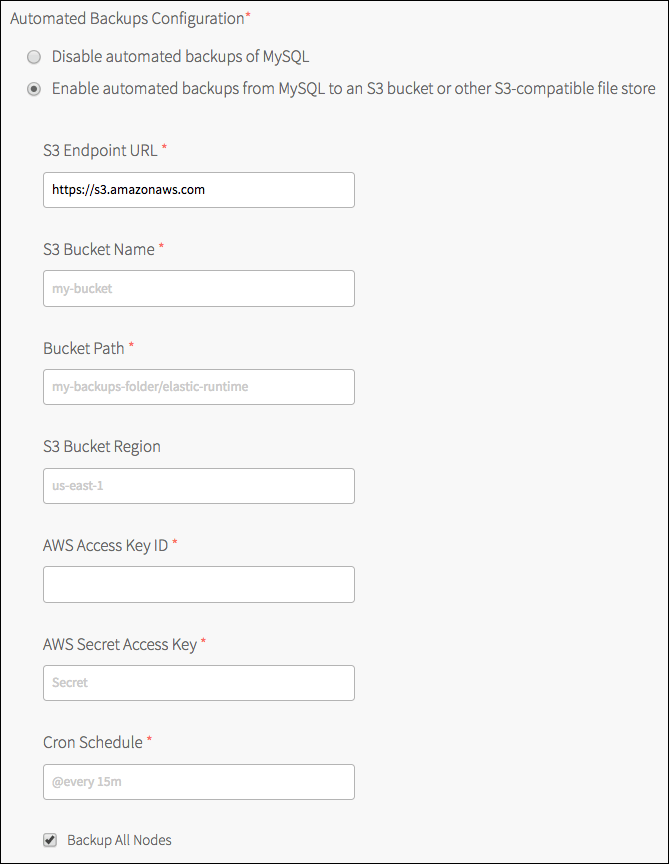 Automated Backups Configuration*
Disable automated backups of MySQL
Enable automated backups from MySQL to an S3 bucket or other S3-compatible file store
S3 Endpoint URL *
https://s3.amazonaws.com
S3 Bucket Name *
my-bucket
Bucket Path *
my-backups-folder/elastic-runtime
S3 Bucket Region
us-east-1
AWS Access Key ID *
AWS Secret Access Key *
Secret
Cron Schedule *
@every 15m
Backup All Nodes